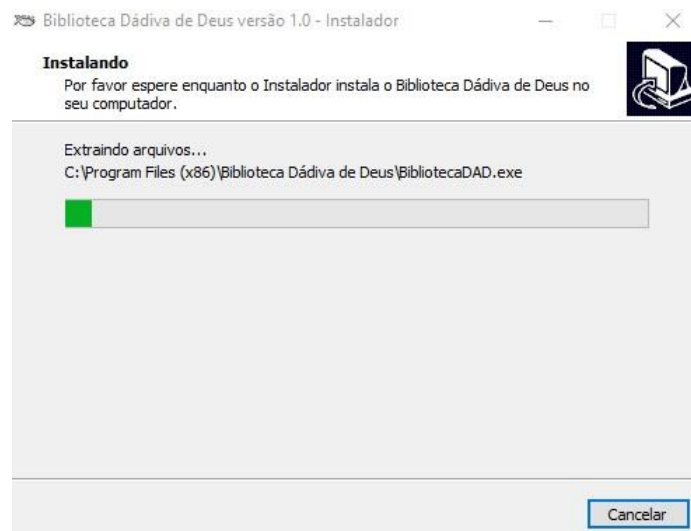 Biblioteca Dádiva de Deus versão 1.0 - Instalador
Instalando
Por favor espere enquanto o Instalador instala o Biblioteca Dádiva de Deus no
seu computador.
Extraindo arquivos...
C:\Program Files (x86)\Biblioteca Dádiva de Deus\BibliotecaDAD.exe
Cancelar